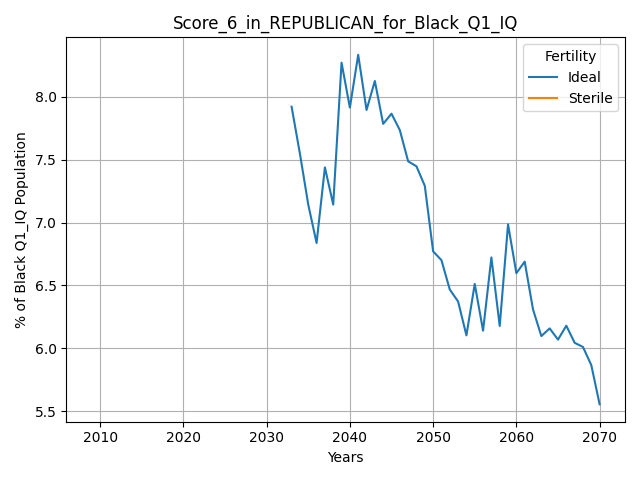 Score_6_in_REPUBLICAN_for_Black_Q1_IQ
% of Black Q1_IQ Population
8.0
7.5
7.0
6.5
6.0
5.5
Fertility
Ideal
Sterile
2010 2020 2030 2040 2050 2060 2070
Years